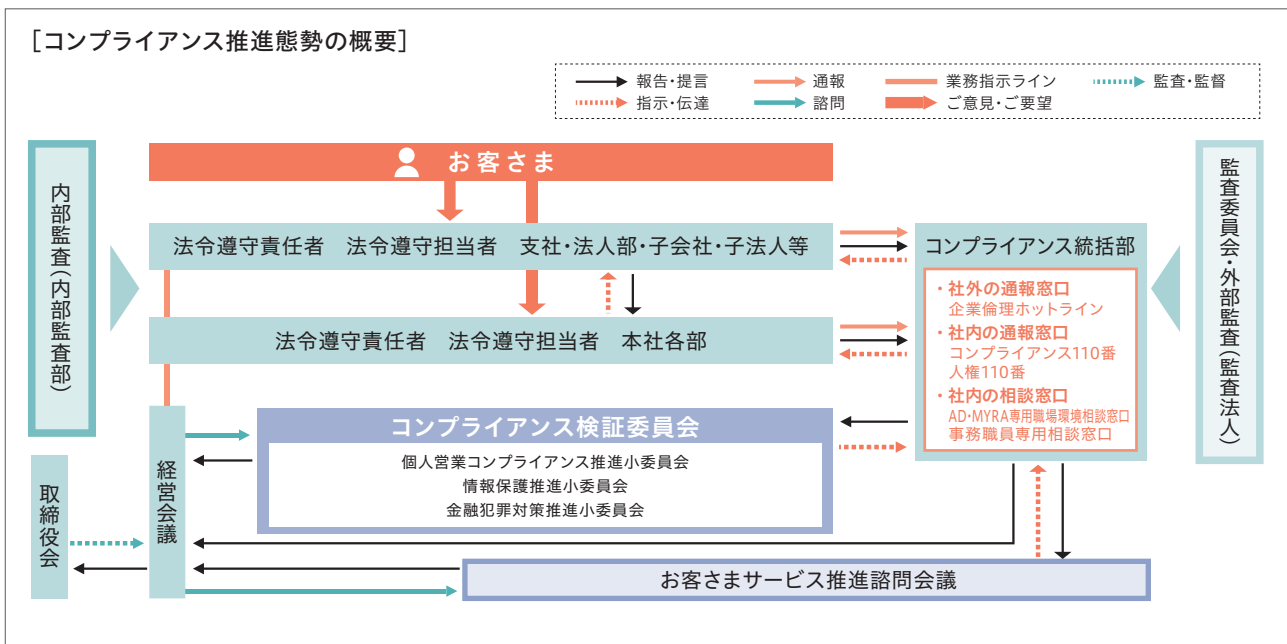 ［コンプライアンス推進態勢の概要］
報告・提言
通報
業務指示ライン
監査・監督
指示・伝達
諮問
ご意見・ご要望
内部監査（内部監査部）
お客さま
法令遵守責任者 法令遵守担当者 支社・法人部・子会社・子法人等
法令遵守責任者 法令遵守担当者 本社各部
コンプライアンス統括部
・社外の通報窓口
企業倫理ホットライン
・社内の通報窓口
コンプライアンス110番
人権110番
・社内の相談窓口
AD・MYRA専用職場環境相談窓口
事務職員専用相談窓口
監査委員会・外部監査（監査法人）
コンプライアンス検証委員会
個人営業コンプライアンス推進小委員会
情報保護推進小委員会
金融犯罪対策推進小委員会
経営会議
取締役会
お客さまサービス推進諮問会議